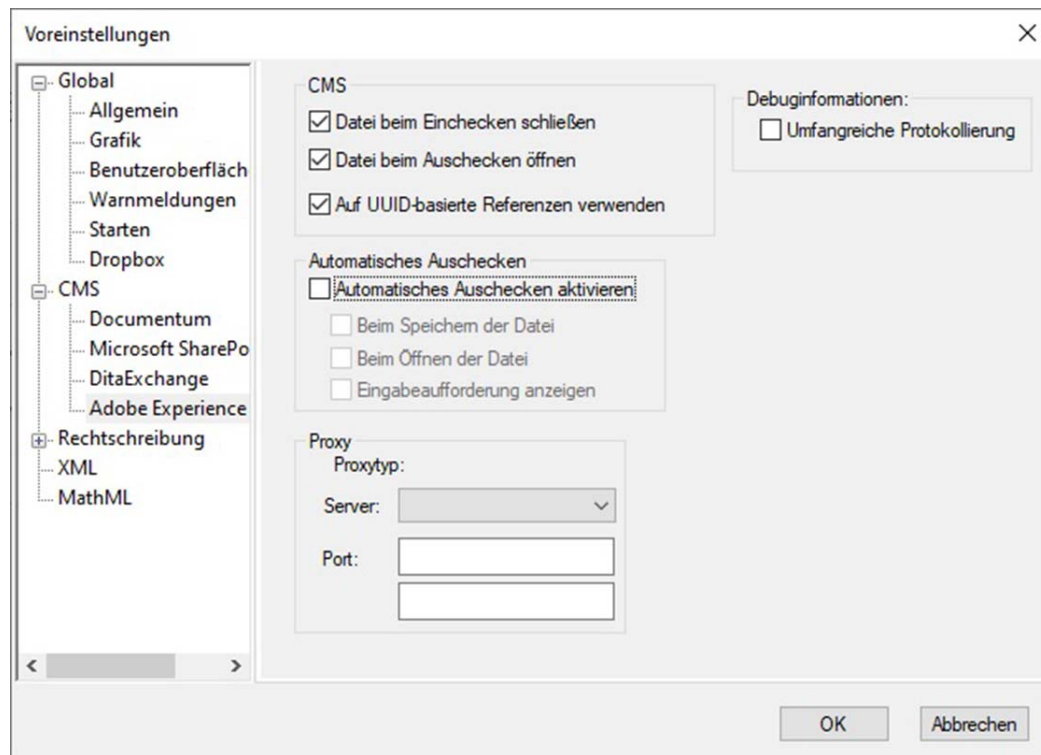 Voreinstellungen
Global
Allgemein
Grafik
Benutzeroberfläch
Warnmeldungen
Starten
Dropbox
CMS
Documentum
Microsoft SharePo
DitaExchange
Adobe Experience
Rechtschreibung
XML
MathML
CMS
Datei beim Einchecken schließen
Datei beim Auschecken öffnen
Auf UUID-basierte Referenzen verwenden
Debuginformationen:
Umfangreiche Protokollierung
Automatisches Auschecken
Automatisches Auschecken aktivieren
Beim Speichern der Datei
Beim Öffnen der Datei
Eingabeaufforderung anzeigen
Proxy
Proxytyp:
Server:
Port:
OK
Abbrechen